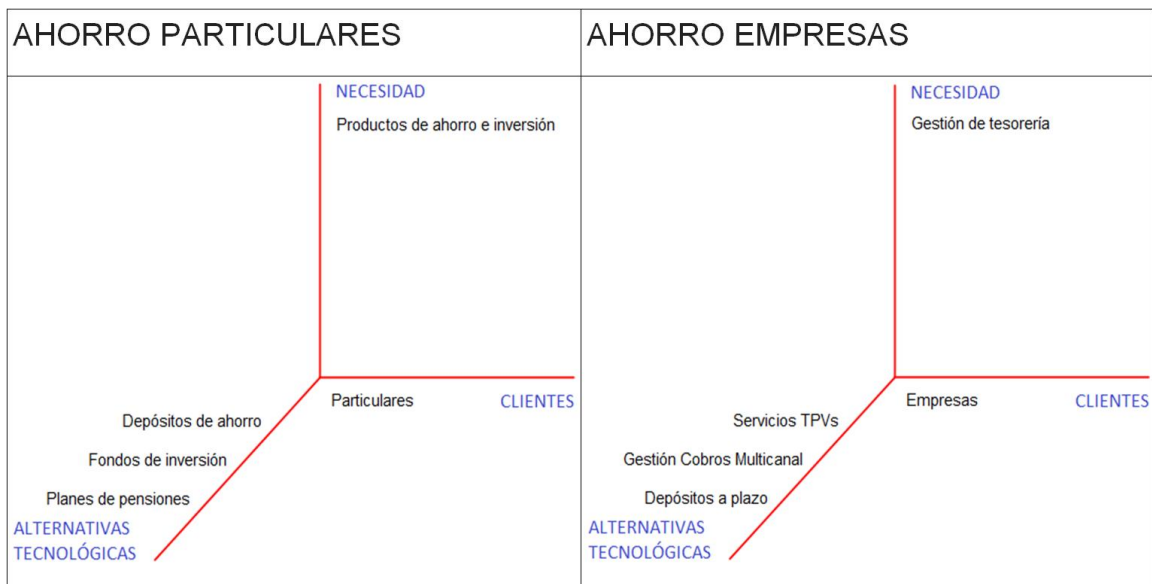 AHORRO PARTICULARES
NECESIDAD
Productos de ahorro e inversión
Particulares
CLIENTES
Depósitos de ahorro
Fondos de inversión
Planes de pensiones
ALTERNATIVAS
TECNOLÓGICAS
AHORRO EMPRESAS
NECESIDAD
Gestión de tesorería
Empresas
CLIENTES
Servicios TPVs
Gestión Cobros Multicanal
Depósitos a plazo
ALTERNATIVAS
TECNOLÓGICAS